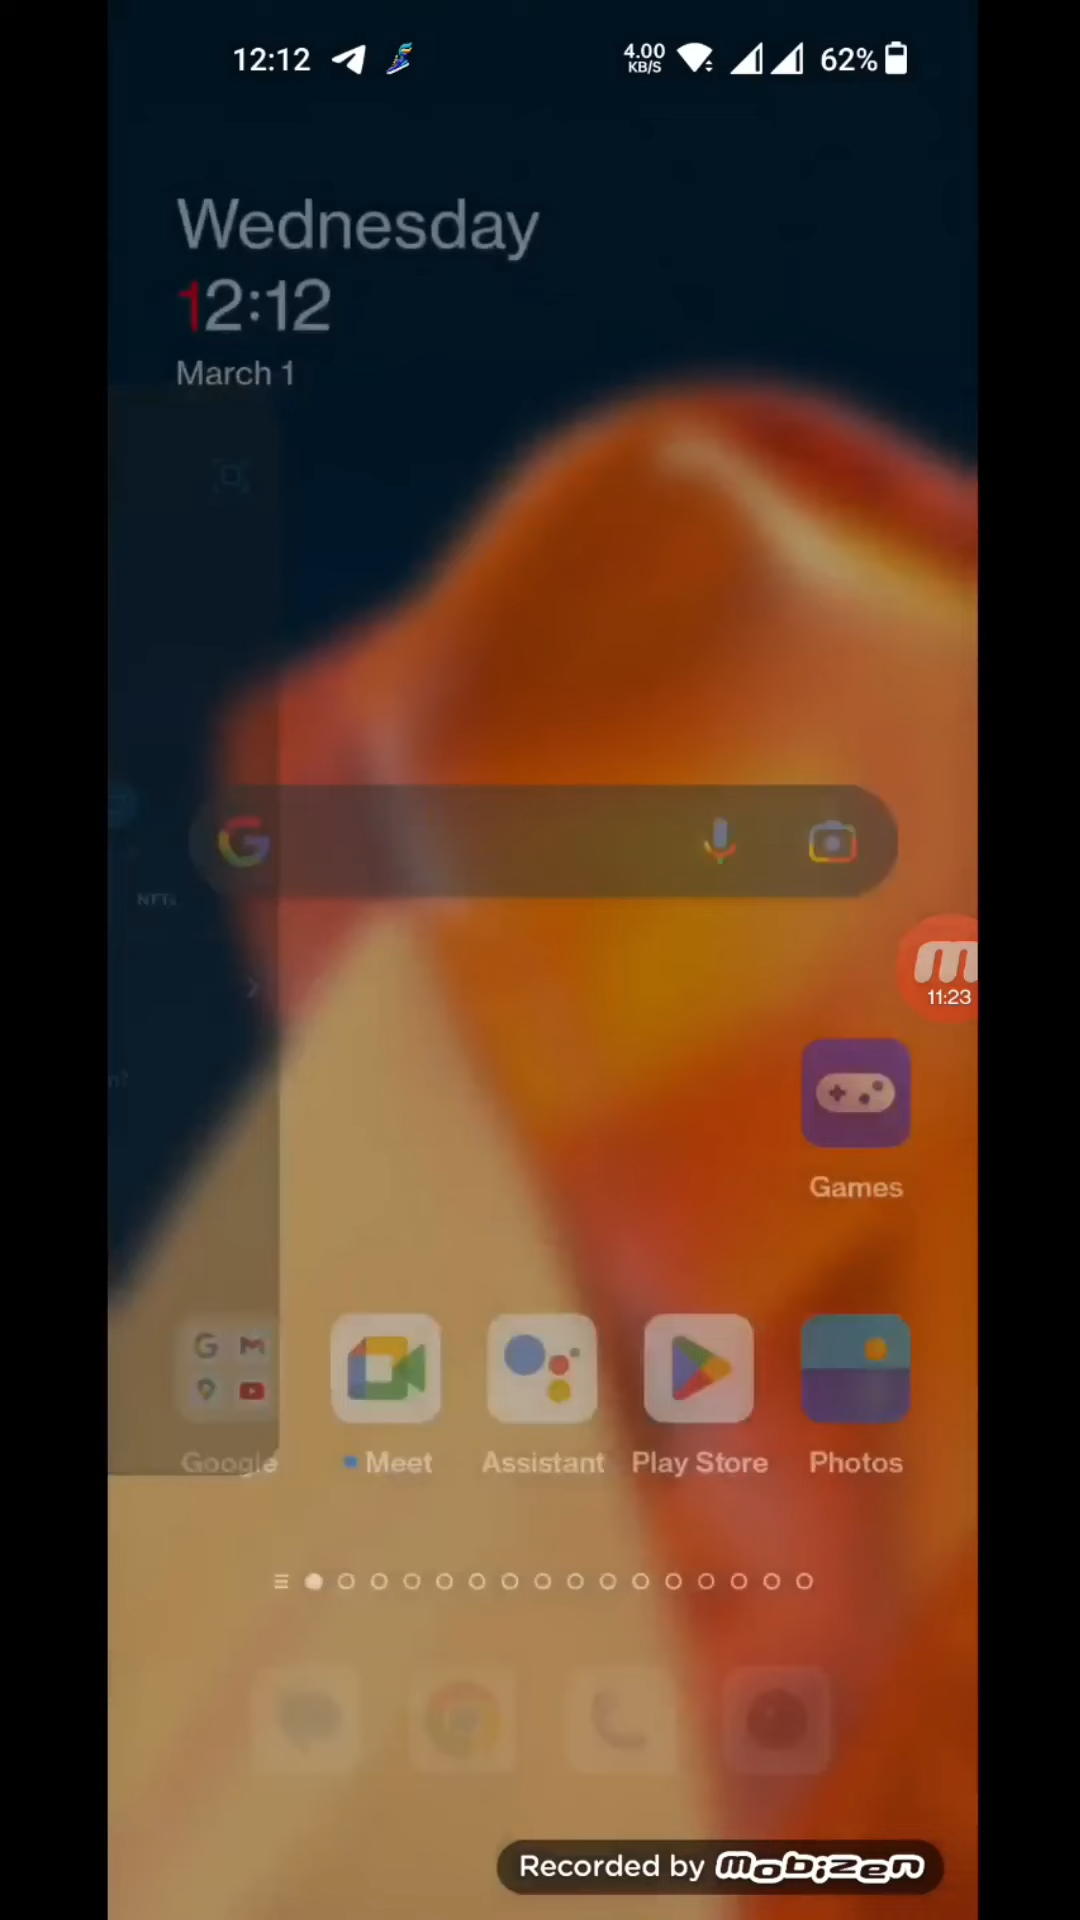 12:12 4.00 KB/S 62%
Wednesday
12:12
March 1
NFTs
11:23
Games
Google Meet Assistant Play Store Photos
Recorded by mobizen